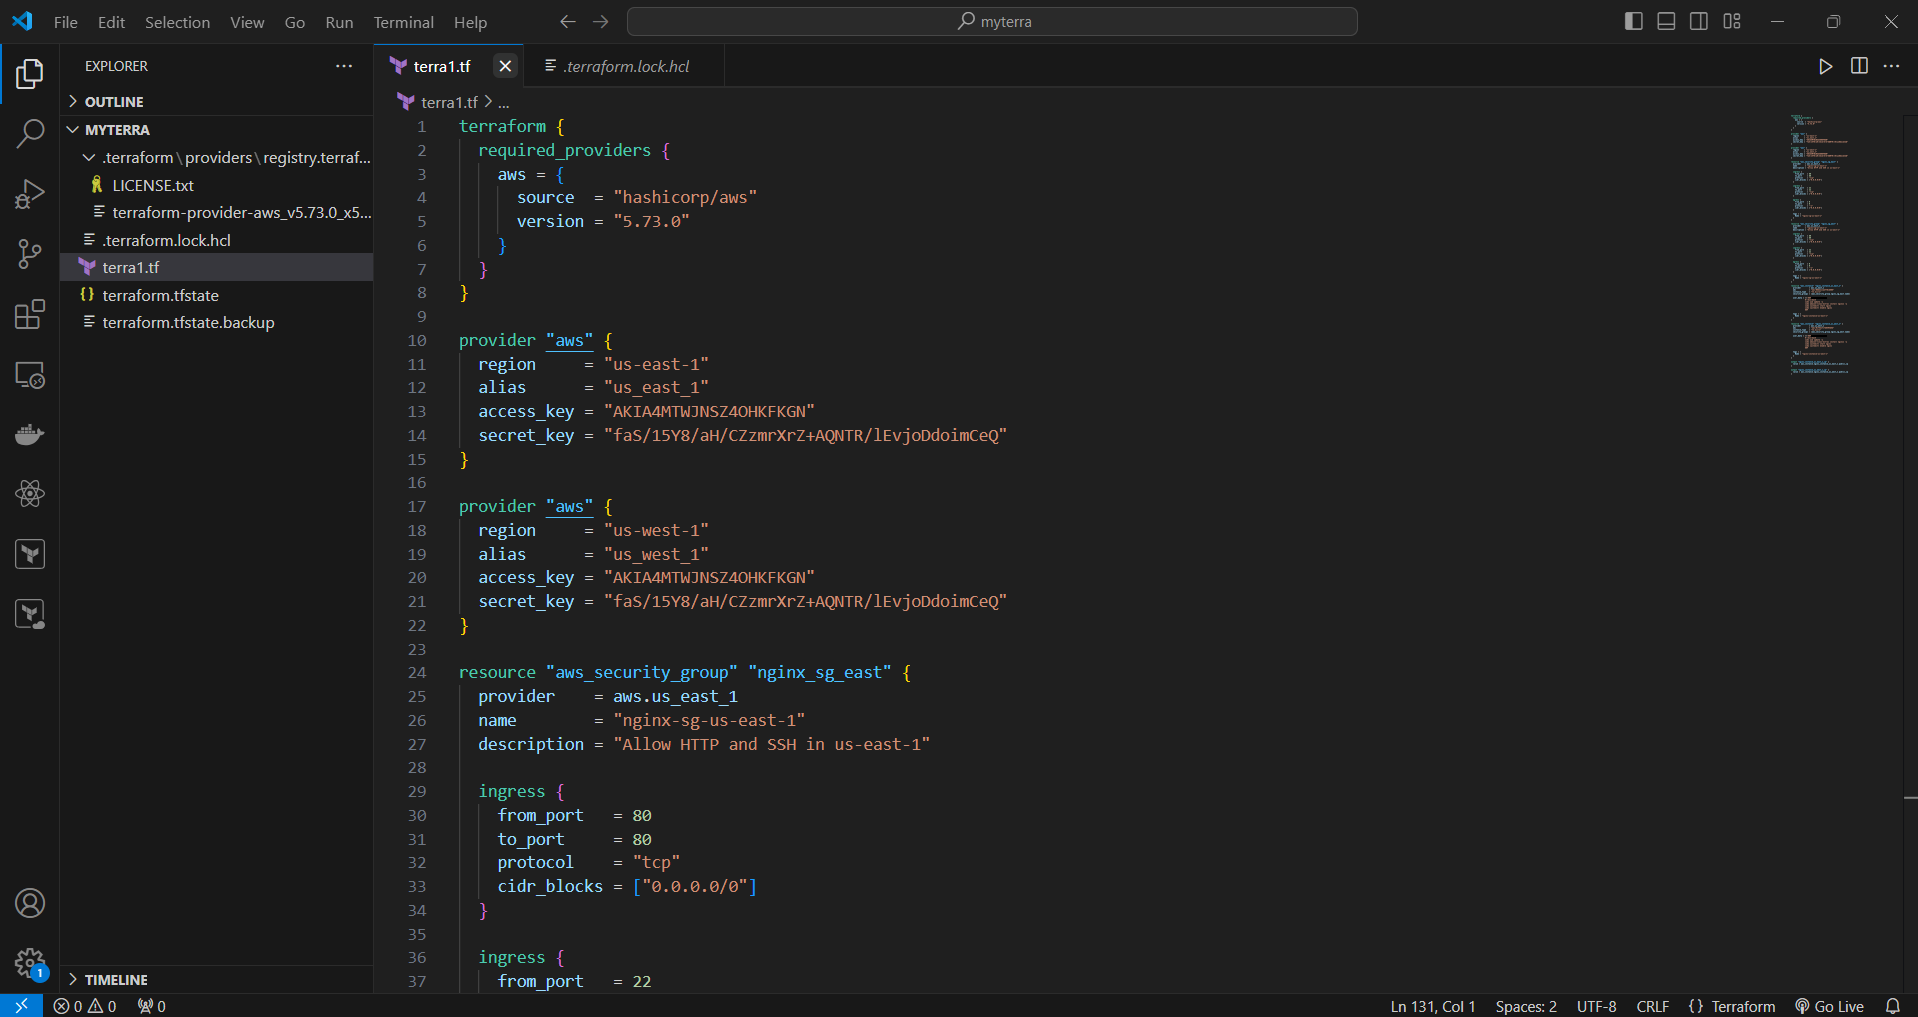 File Edit Selection View Go Run Terminal Help
myterra
EXPLORER
OUTLINE
MYTERRA
.terraform\providers\registry.terraf...
LICENSE.txt
terraform-provider-aws_v5.73.0_x5...
.terraform.lock.hcl
terra1.tf
terraform.tfstate
terraform.tfstate.backup
TIMELINE
terra1.tf
.terraform.lock.hcl
terra1.tf > ...
1 terraform {
2 required_providers {
3 aws = {
4 source = "hashicorp/aws"
5 version = "5.73.0"
6 }
7 }
8 }
9
10 provider "aws" {
11 region = "us-east-1"
12 alias = "us_east_1"
13 access_key = "AKIA4MTWJNSZ4OHKFKGN"
14 secret_key = "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"
15 }
16
17 provider "aws" {
18 region = "us-west-1"
19 alias = "us_west_1"
20 access_key = "AKIA4MTWJNSZ4OHKFKGN"
21 secret_key = "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"
22 }
23
24 resource "aws_security_group" "nginx_sg_east" {
25 provider = aws.us_east_1
26 name = "nginx-sg-us-east-1"
27 description = "Allow HTTP and SSH in us-east-1"
28
29 ingress {
30 from_port = 80
31 to_port = 80
32 protocol = "tcp"
33 cidr_blocks = ["0.0.0.0/0"]
34 }
35
36 ingress {
37 from_port = 22
1
0 0 0
Ln 131, Col 1 Spaces: 2 UTF-8 CRLF {} Terraform Go Live